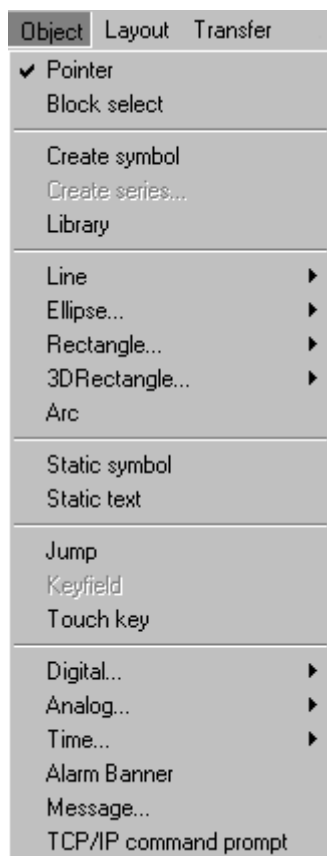 Object Layout Transfer
Pointer
Block select
Create symbol
Create series...
Library
Line
Ellipse...
Rectangle...
3DRectangle...
Arc
Static symbol
Static text
Jump
Keyfield
Touch key
Digital...
Analog...
Time...
Alarm Banner
Message...
TCP/IP command prompt